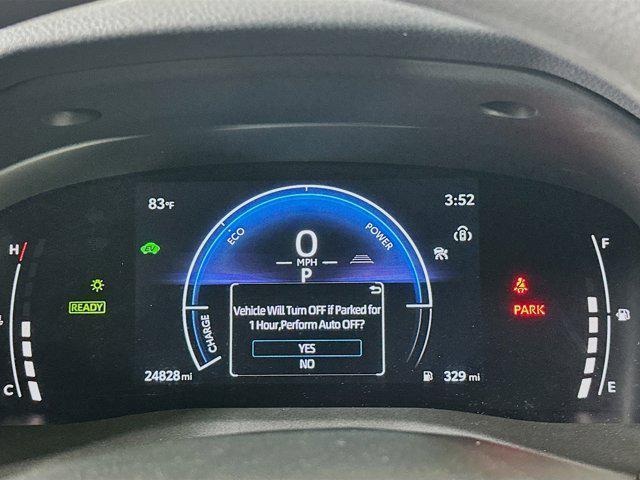 83°F
3:52
ECO
POWER
0
MPH
P
H
F
EV
READY
PARK
CHARGE
Vehicle Will Turn OFF if Parked for
1 Hour,Perform Auto OFF?
YES
NO
C
24828 mi
329 mi
E